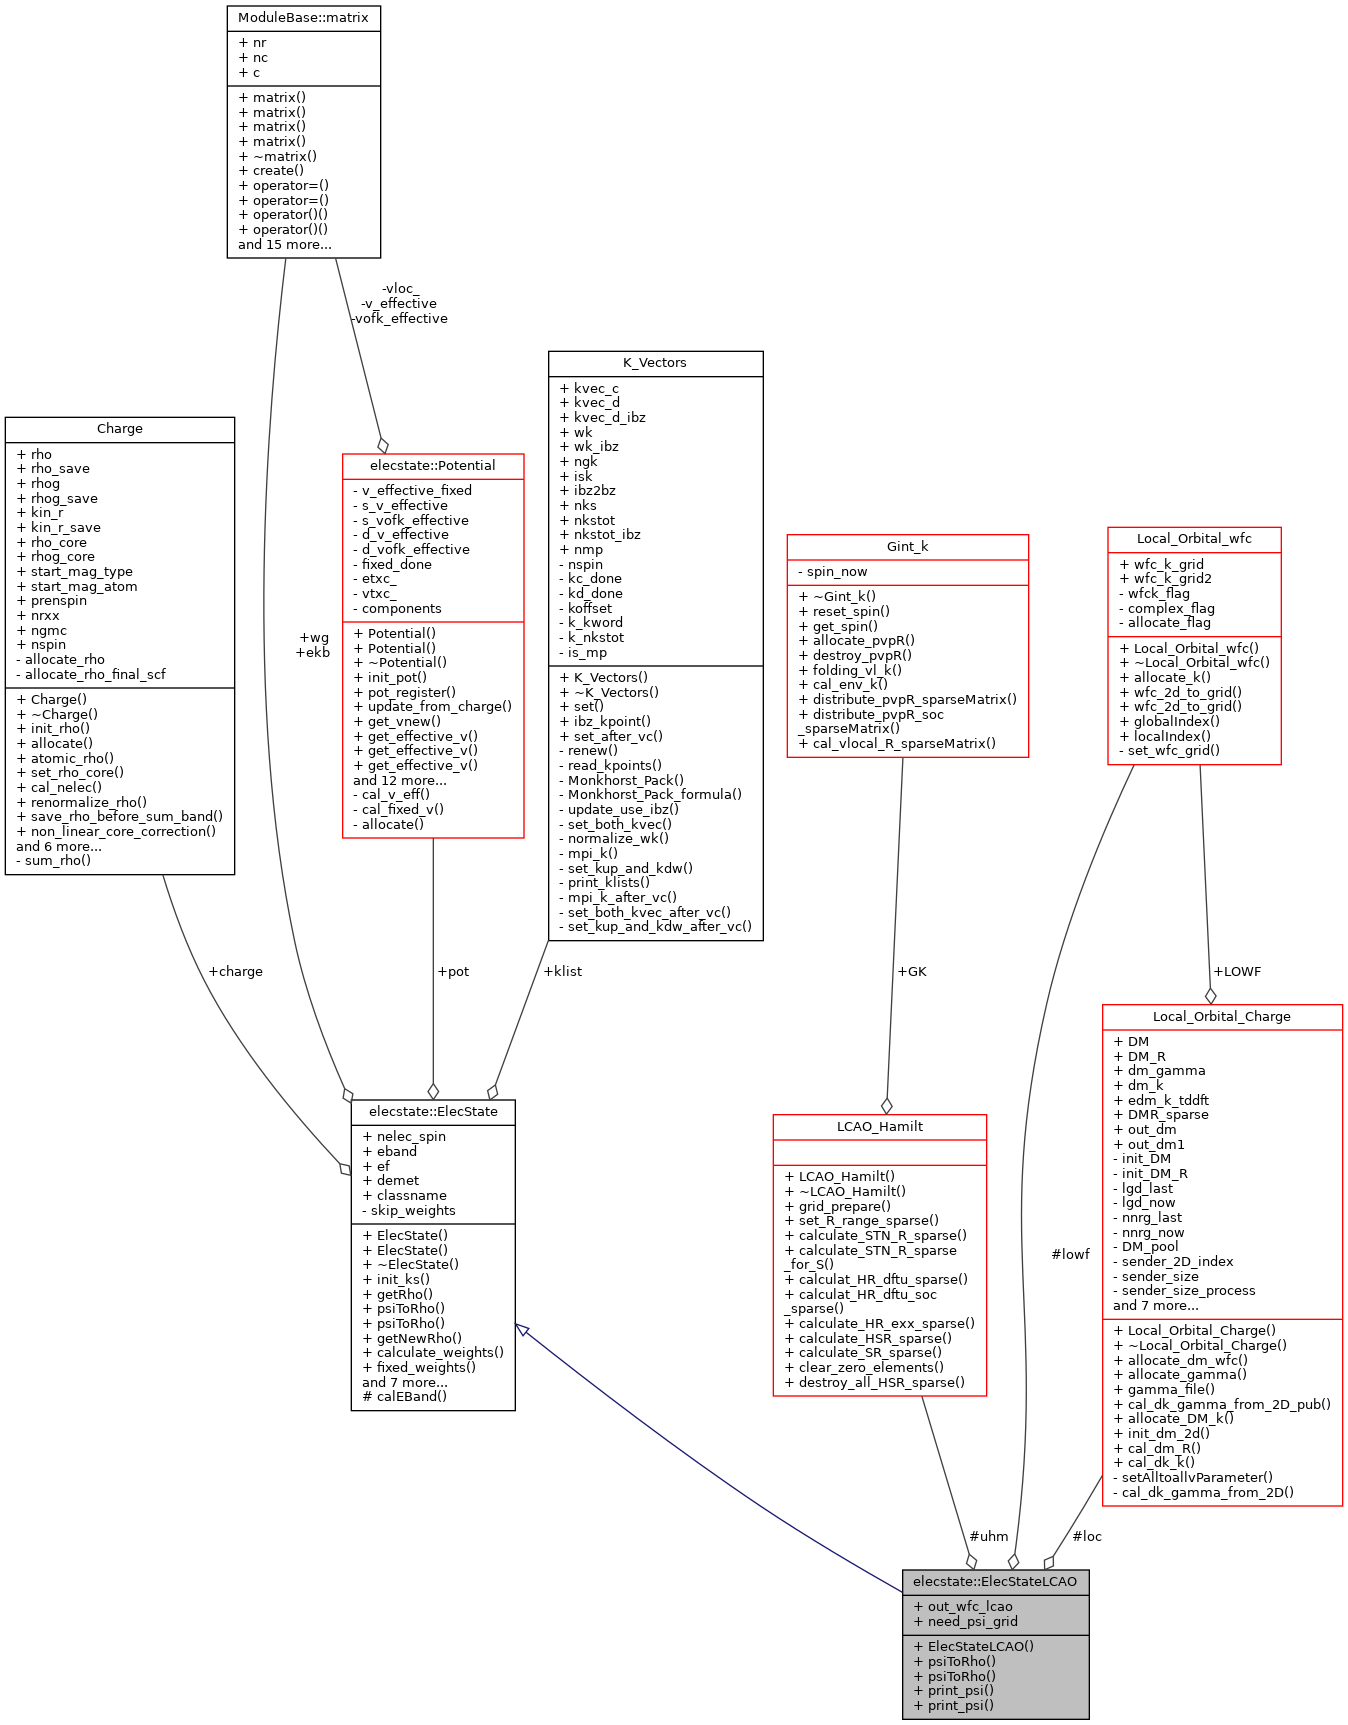 ModuleBase::matrix
+ nr
+ nc
+ c
+ matrix()
+ matrix()
+ matrix()
+ matrix()
+ ~matrix()
+ create()
+ operator=()
+ operator=()
+ operator()()
+ operator()()
and 15 more...
-vloc_
-v_effective
-vofk_effective
K_Vectors
+ kvec_c
+ kvec_d
+ kvec_d_ibz
+ wk
+ wk_ibz
+ ngk
+ isk
+ ibz2bz
+ nks
+ nkstot
+ nkstot_ibz
+ nmp
- nspin
- kc_done
- kd_done
- koffset
- k_kword
- k_nkstot
- is_mp
+ K_Vectors()
+ ~K_Vectors()
+ set()
+ ibz_kpoint()
+ set_after_vc()
- renew()
- read_kpoints()
- Monkhorst_Pack()
- Monkhorst_Pack_formula()
- update_use_ibz()
- set_both_kvec()
- normalize_wk()
- mpi_k()
- set_kup_and_kdw()
- print_klists()
- mpi_k_after_vc()
- set_both_kvec_after_vc()
- set_kup_and_kdw_after_vc()
Charge
+ rho
+ rho_save
+ rhog
+ rhog_save
+ kin_r
+ kin_r_save
+ rho_core
+ rhog_core
+ start_mag_type
+ start_mag_atom
+ prenspin
+ nrxx
+ ngmc
+ nspin
- allocate_rho
- allocate_rho_final_scf
+ Charge()
+ ~Charge()
+ init_rho()
+ allocate()
+ atomic_rho()
+ set_rho_core()
+ cal_nelec()
+ renormalize_rho()
+ save_rho_before_sum_band()
+ non_linear_core_correction()
and 6 more...
- sum_rho()
elecstate::Potential
- v_effective_fixed
- s_v_effective
- s_vofk_effective
- d_v_effective
- d_vofk_effective
- fixed_done
- etxc_
- vtxc_
- components
+ Potential()
+ Potential()
+ ~Potential()
+ init_pot()
+ pot_register()
+ update_from_charge()
+ get_vnew()
+ get_effective_v()
+ get_effective_v()
+ get_effective_v()
and 12 more...
- cal_v_eff()
- cal_fixed_v()
- allocate()
+wg
+ekb
Gint_k
- spin_now
+ ~Gint_k()
+ reset_spin()
+ get_spin()
+ allocate_pvpR()
+ destroy_pvpR()
+ folding_vl_k()
+ cal_env_k()
+ distribute_pvpR_sparseMatrix()
+ distribute_pvpR_soc
_sparseMatrix()
+ cal_vlocal_R_sparseMatrix()
Local_Orbital_wfc
+ wfc_k_grid
+ wfc_k_grid2
- wfck_flag
- complex_flag
- allocate_flag
+ Local_Orbital_wfc()
+ ~Local_Orbital_wfc()
+ allocate_k()
+ wfc_2d_to_grid()
+ wfc_2d_to_grid()
+ globalIndex()
+ localIndex()
- set_wfc_grid()
+charge
+pot
+klist
+GK
+LOWF
Local_Orbital_Charge
+ DM
+ DM_R
+ dm_gamma
+ dm_k
+ edm_k_tddft
+ DMR_sparse
+ out_dm
+ out_dm1
- init_DM
- init_DM_R
- lgd_last
- lgd_now
- nnrg_last
- nnrg_now
- DM_pool
- sender_2D_index
- sender_size
- sender_size_process
and 7 more...
+ Local_Orbital_Charge()
+ ~Local_Orbital_Charge()
+ allocate_dm_wfc()
+ allocate_gamma()
+ gamma_file()
+ cal_dk_gamma_from_2D_pub()
+ allocate_DM_k()
+ init_dm_2d()
+ cal_dm_R()
+ cal_dk_k()
- setAlltoallvParameter()
- cal_dk_gamma_from_2D()
elecstate::ElecState
+ nelec_spin
+ eband
+ ef
+ demet
+ classname
- skip_weights
+ ElecState()
+ ElecState()
+ ~ElecState()
+ init_ks()
+ getRho()
+ psiToRho()
+ psiToRho()
+ getNewRho()
+ calculate_weights()
+ fixed_weights()
and 7 more...
# calEBand()
LCAO_Hamilt
+ LCAO_Hamilt()
+ ~LCAO_Hamilt()
+ grid_prepare()
+ set_R_range_sparse()
+ calculate_STN_R_sparse()
+ calculate_STN_R_sparse
_for_S()
+ calculat_HR_dftu_sparse()
+ calculat_HR_dftu_soc
_sparse()
+ calculate_HR_exx_sparse()
+ calculate_HSR_sparse()
+ calculate_SR_sparse()
+ clear_zero_elements()
+ destroy_all_HSR_sparse()
#lowf
#uhm
#loc
elecstate::ElecStateLCAO
+ out_wfc_lcao
+ need_psi_grid
+ ElecStateLCAO()
+ psiToRho()
+ psiToRho()
+ print_psi()
+ print_psi()